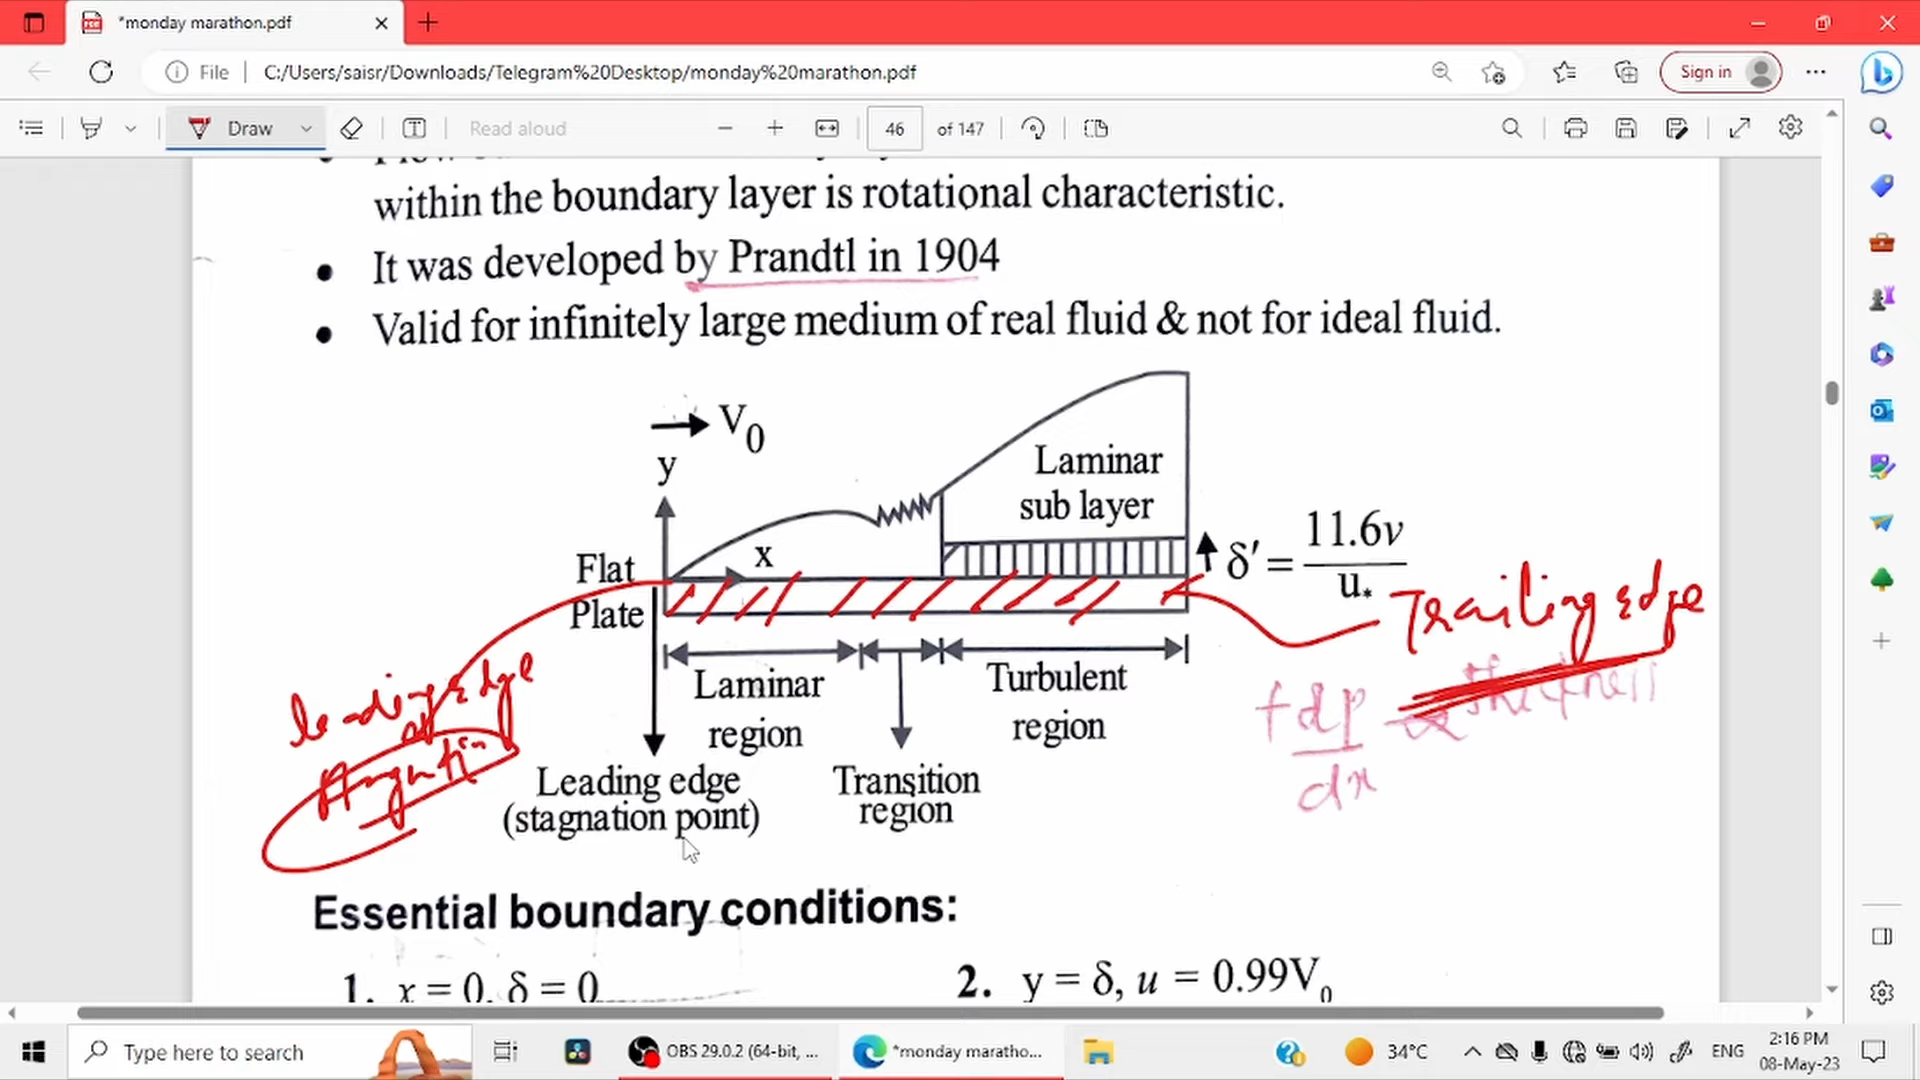 *monday marathon.pdf
File
C:/Users/saisr/Downloads/Telegram%20Desktop/monday%20marathon.pdf
Sign in
Draw
Read aloud
46 of 147
within the boundary layer is rotational characteristic.
• It was developed by Prandtl in 1904
• Valid for infinitely large medium of real fluid & not for ideal fluid.
V0
y
Laminar
sub layer
x
Flat
Plate
δ′ = 11.6v / u*
Trailing edge
leading edge
thickness
+dp/dx
Laminar
region
Turbulent
region
Leading edge
(stagnation point)
Transition
region
Essential boundary conditions:
1. x = 0, δ = 0
2. y = δ, u = 0.99V0
Type here to search
OBS 29.0.2 (64-bit, ...
*monday maratho...
34°C
ENG
2:16 PM
08-May-23